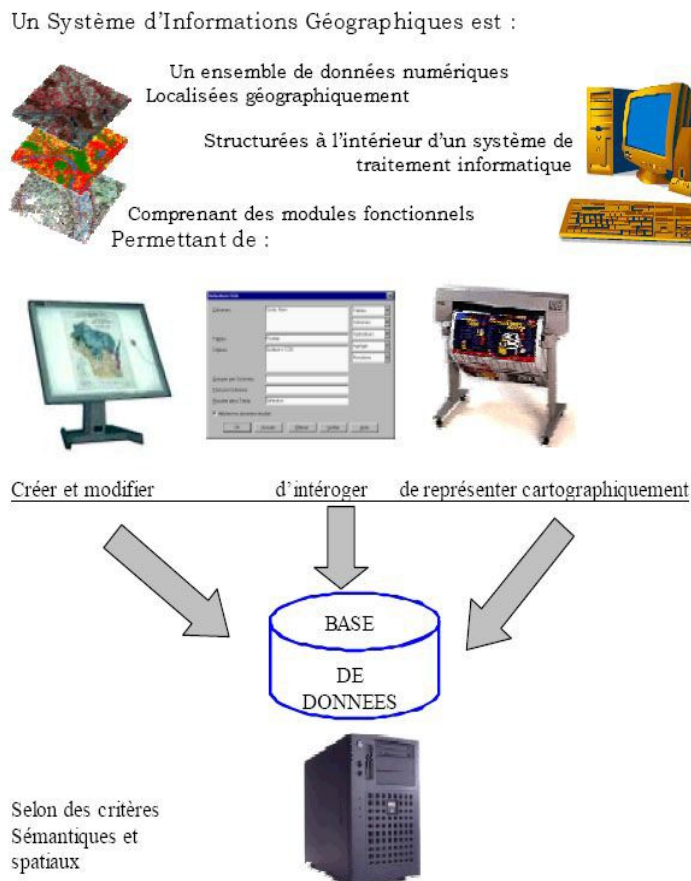 Un Système d'Informations Géographiques est :
Un ensemble de données numériques
Localisées géographiquement
Structurées à l'intérieur d'un système de
traitement informatique
Comprenant des modules fonctionnels
Permettant de :
Créer et modifier d'intéroger de représenter cartographiquement
BASE
DE
DONNEES
Selon des critères
Sémantiques et
spatiaux